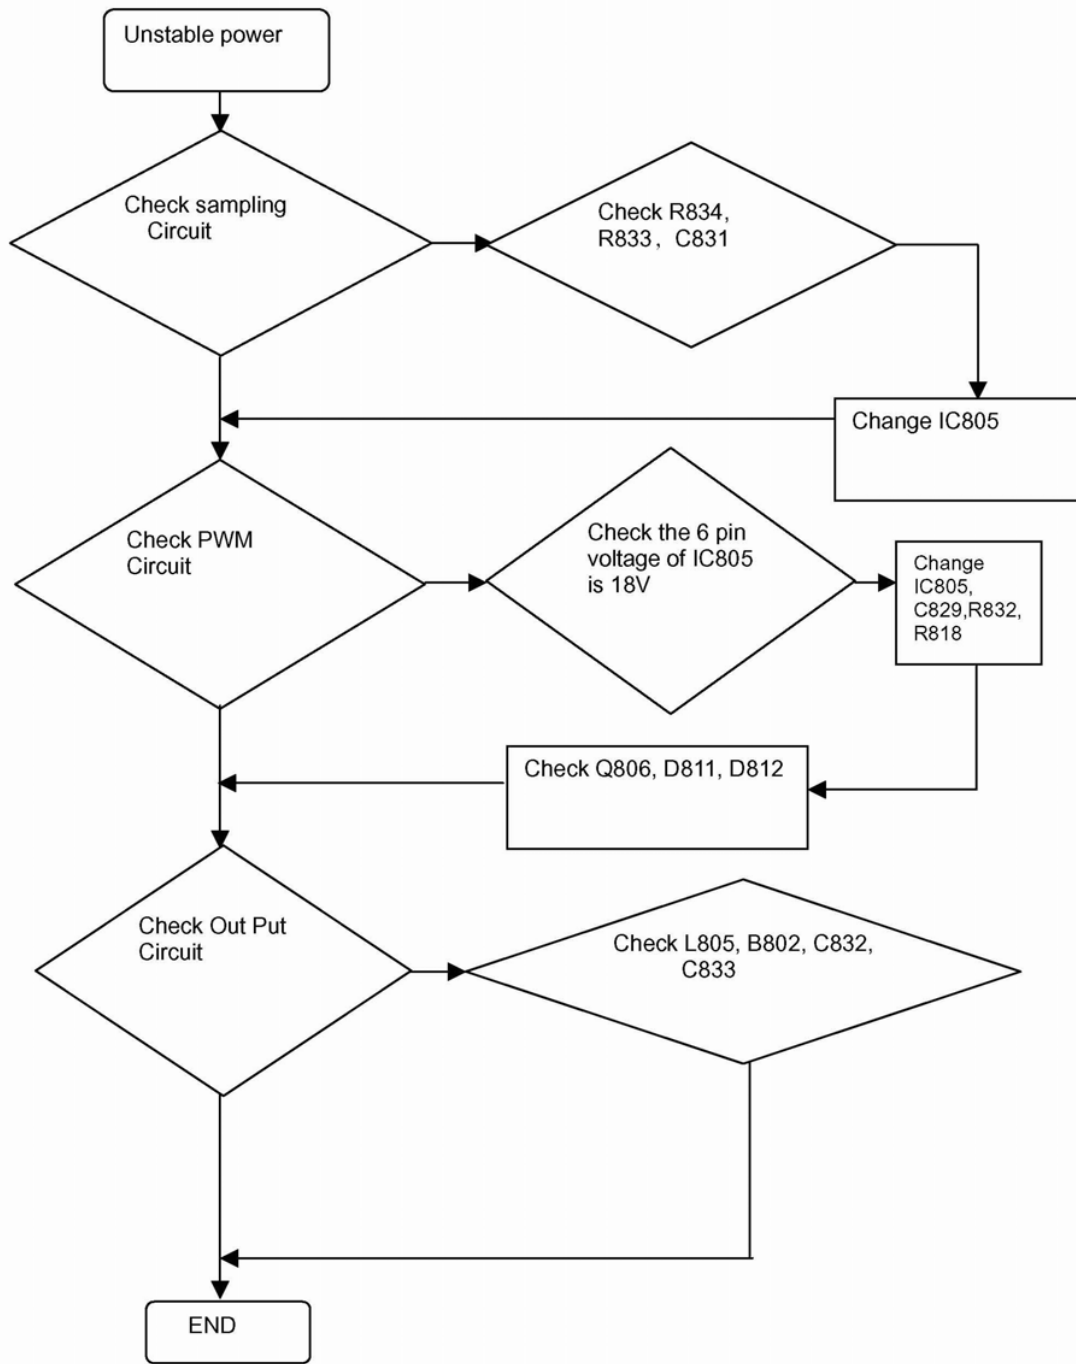 Unstable power
Check sampling
Circuit
Check R834,
R833, C831
Change IC805
Check PWM
Circuit
Check the 6 pin
voltage of IC805
is 18V
Change
IC805,
C829,R832,
R818
Check Q806, D811, D812
Check Out Put
Circuit
Check L805, B802, C832,
C833
END